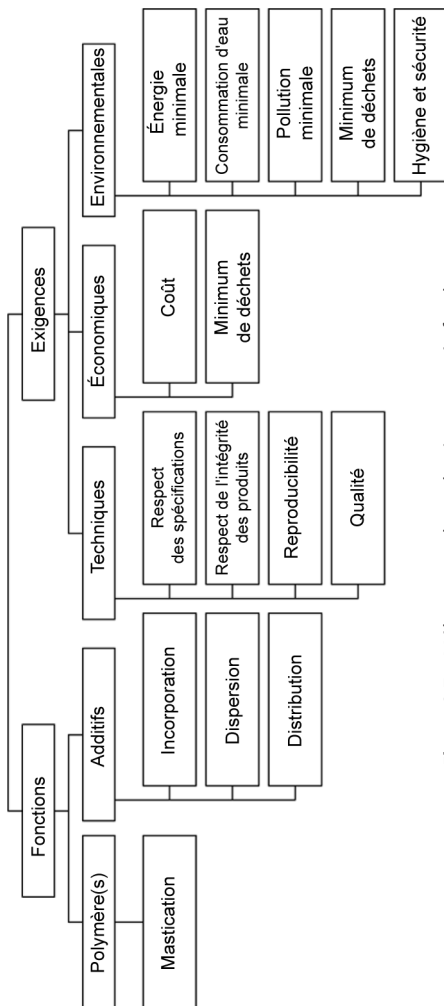 Fonctions
Exigences
Polymère(s)
Additifs
Techniques
Économiques
Environnementales
Mastication
Incorporation
Dispersion
Distribution
Respect
des spécifications
Respect de l'intégrité
des produits
Reproducibilité
Qualité
Coût
Minimum
de déchets
Énergie
minimale
Consommation d'eau
minimale
Pollution
minimale
Minimum
de déchets
Hygiène et sécurité